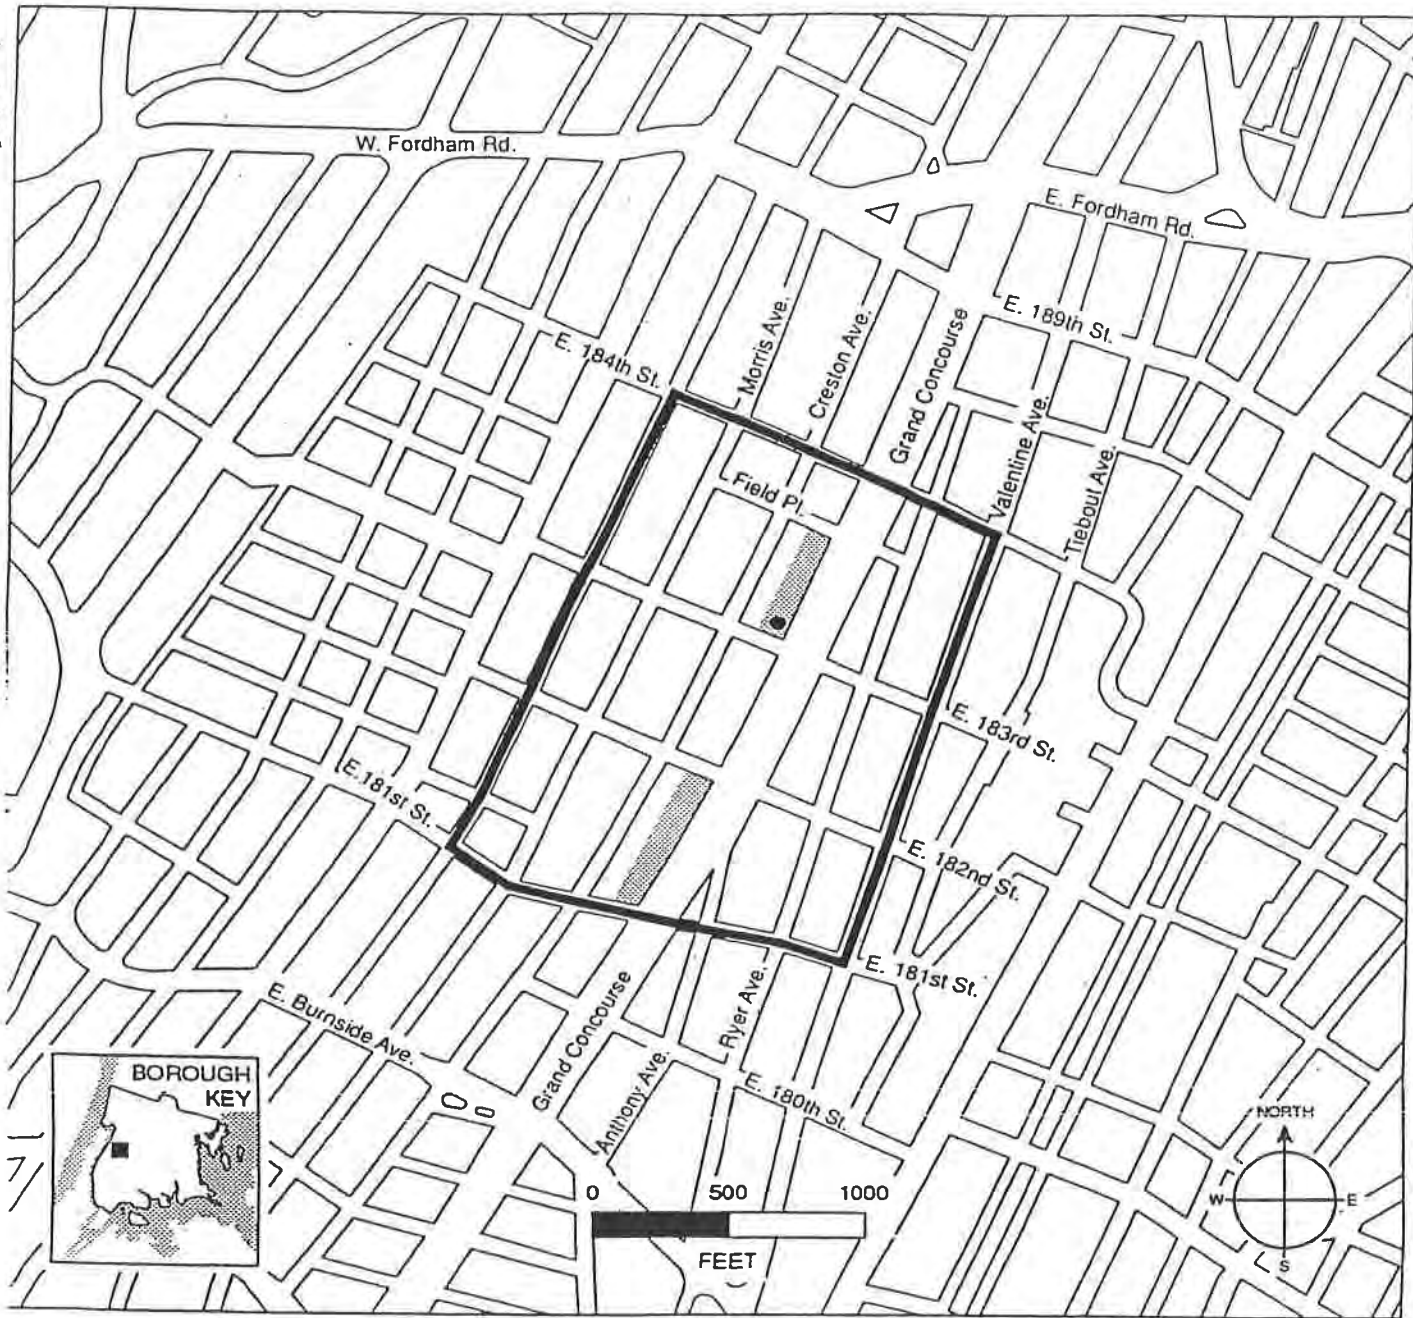 W. Fordham Rd.
E. Fordham Rd.
E. 189th St.
E. 184th St.
Morris Ave.
Creston Ave.
Grand Concourse
Valentine Ave.
Tiebout Ave.
Field Pl.
E. 183rd St.
E.181st St.
E. 182nd St.
E. 181st St.
E. Burnside Ave.
Grand Concourse
Anthony Ave.
Ryer Ave.
E. 180th St.
BOROUGH
KEY
0 500 1000
FEET
NORTH
W E
S